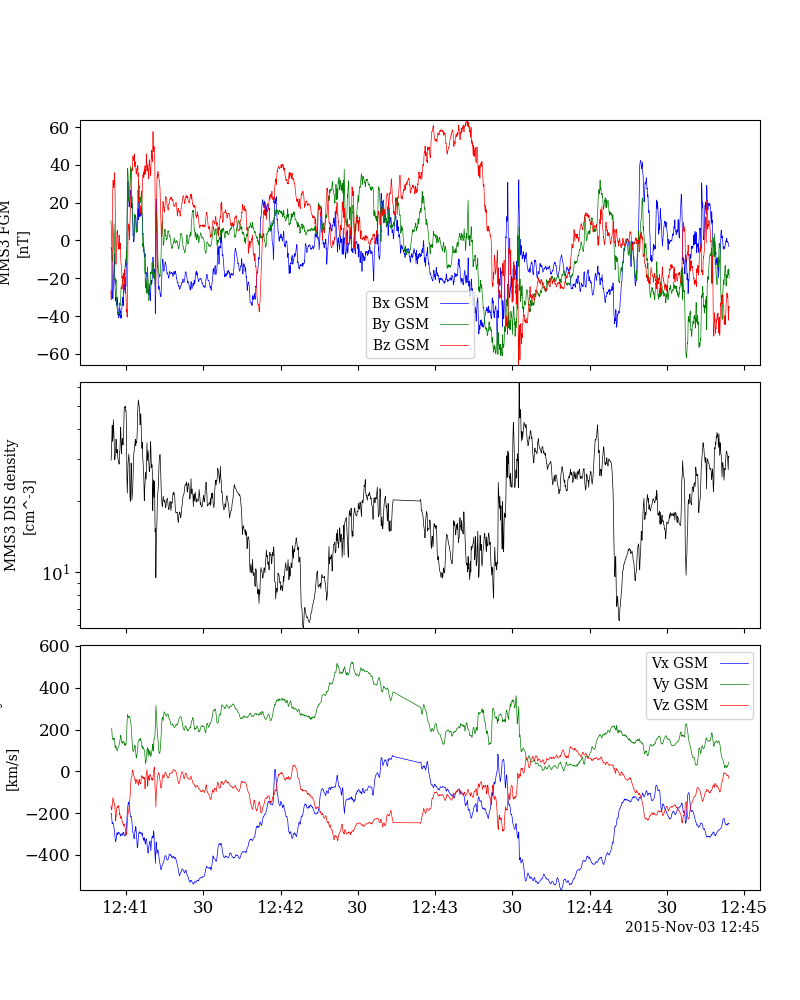 60
40
20
0
−20
−40
−60
MMS3 FGM
[nT]
Bx GSM
By GSM
Bz GSM
10^1
MMS3 DIS density
[cm^-3]
600
400
200
0
−200
−400
[km/s]
Vx GSM
Vy GSM
Vz GSM
12:41 30 12:42 30 12:43 30 12:44 30 12:45
2015-Nov-03 12:45